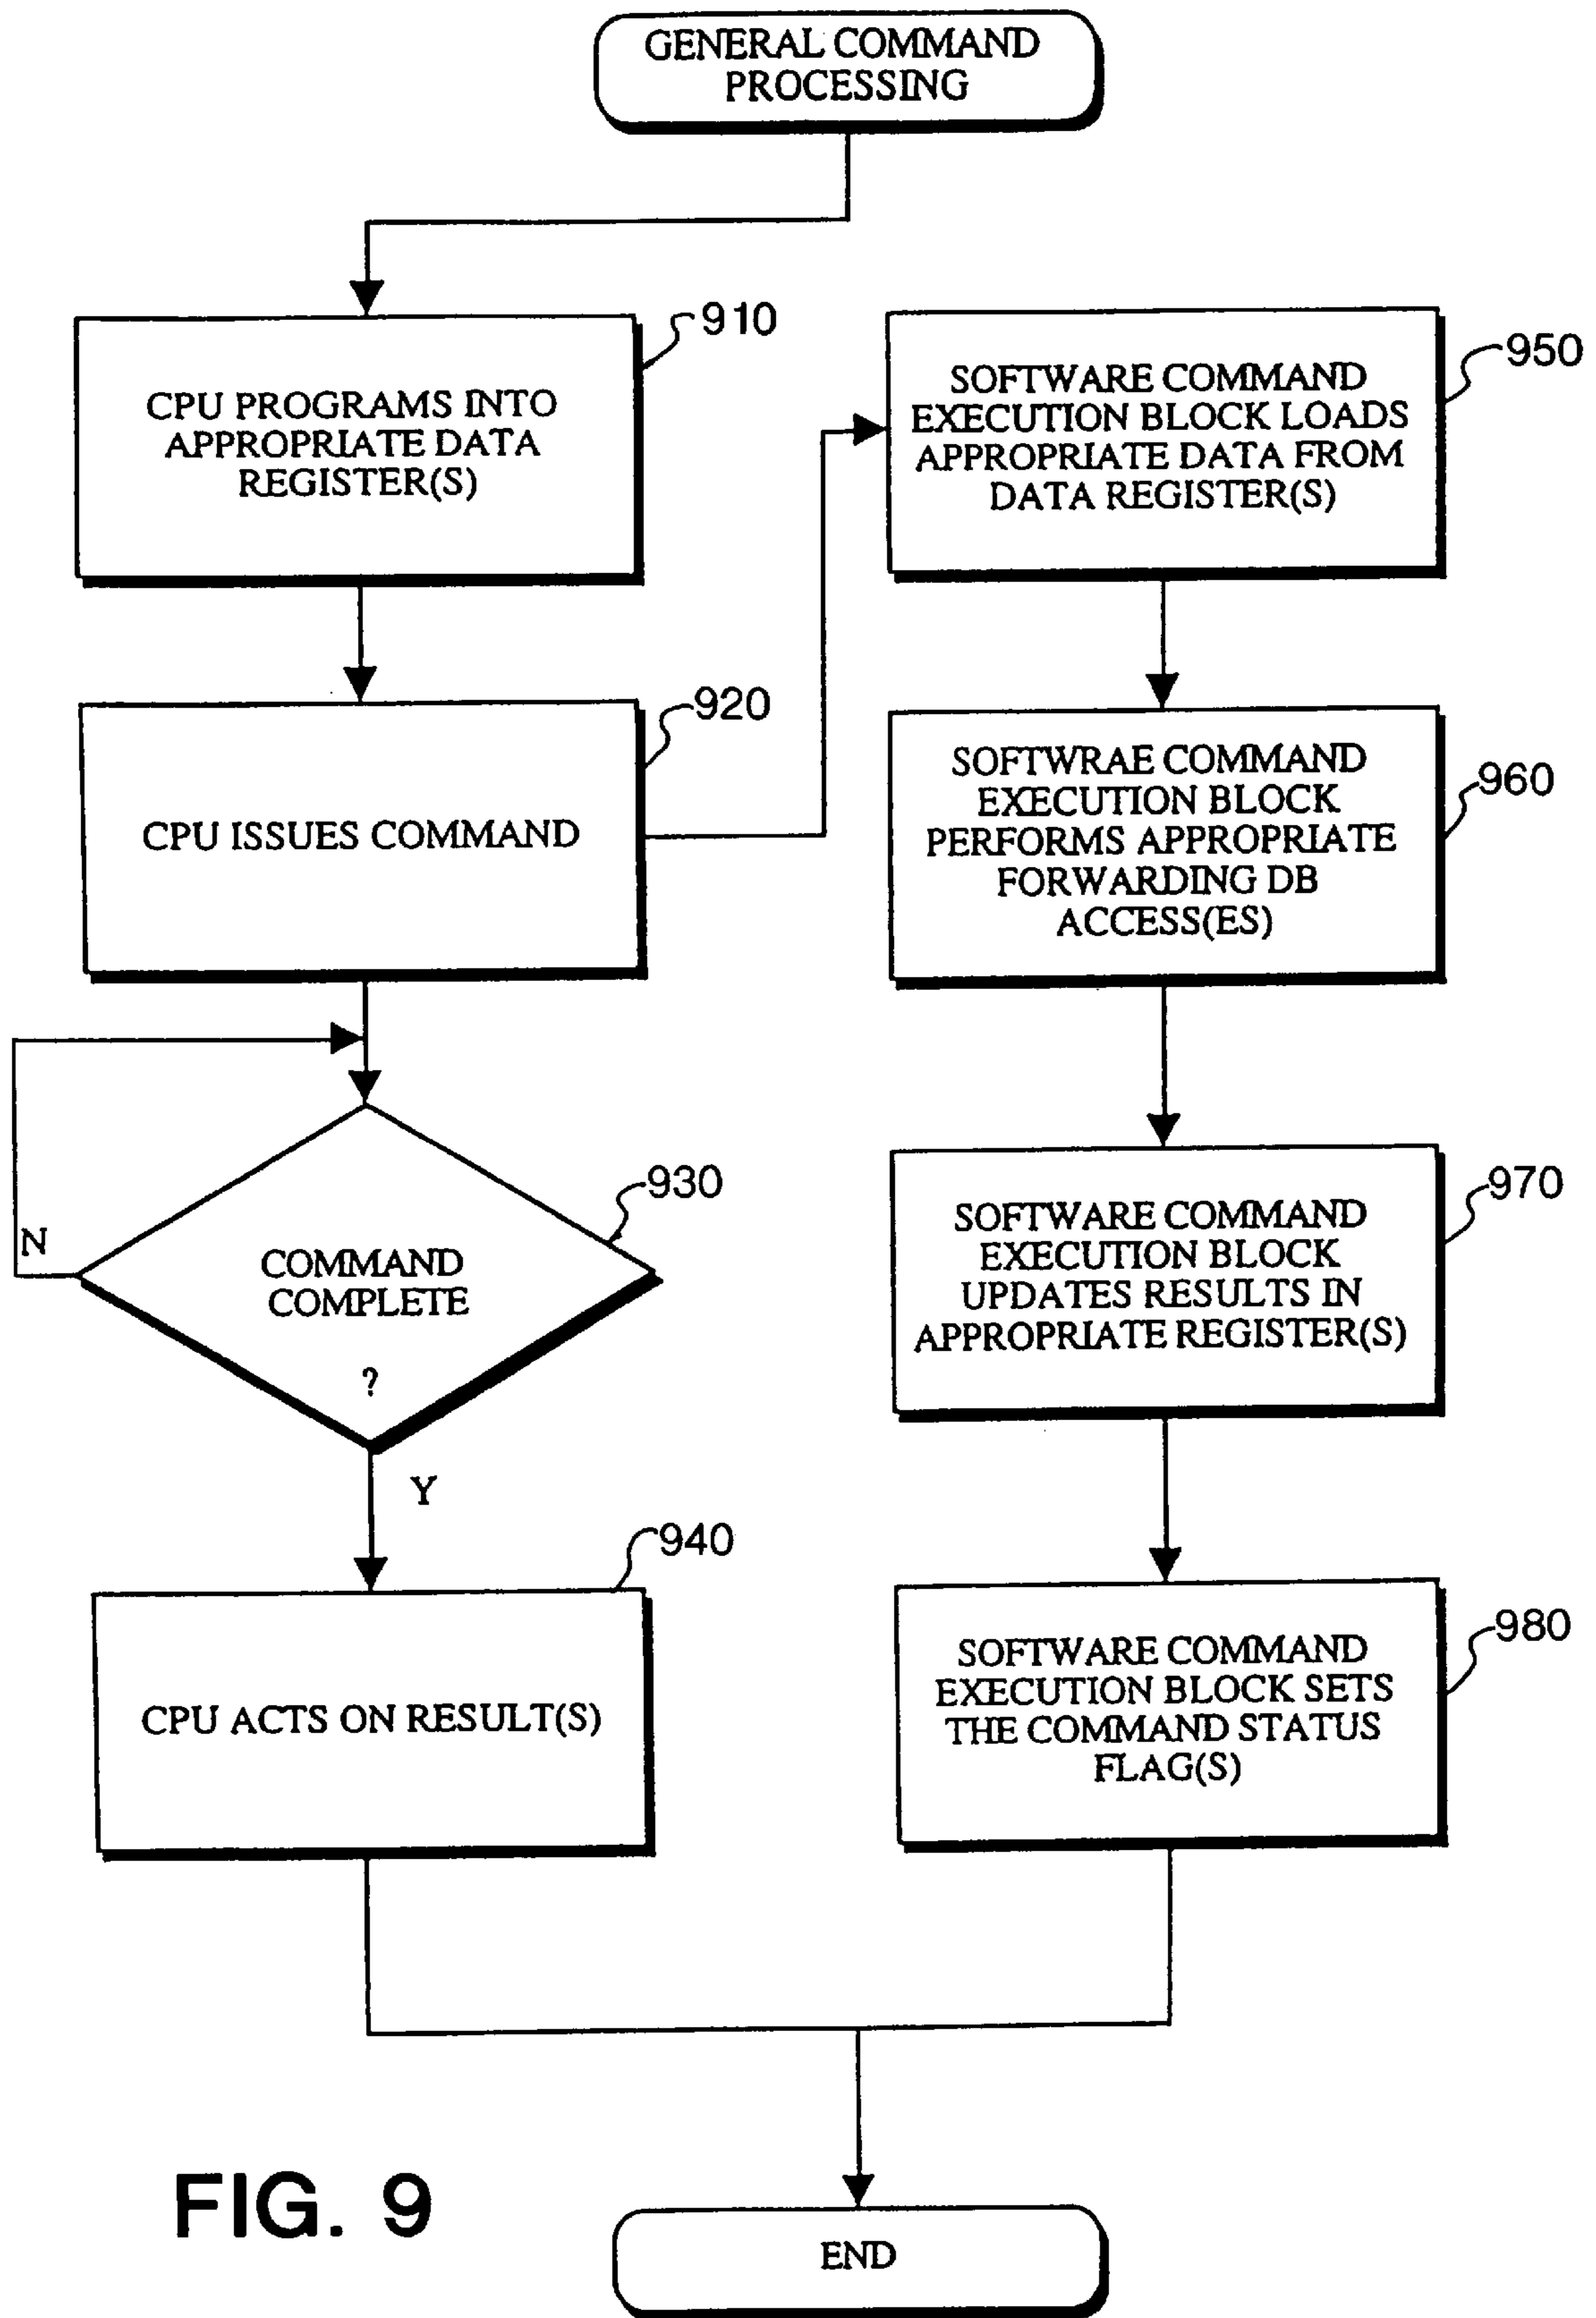 GENERAL COMMAND
PROCESSING
910
CPU PROGRAMS INTO
APPROPRIATE DATA
REGISTER(S)
920
CPU ISSUES COMMAND
930
N
COMMAND
COMPLETE
?
Y
940
CPU ACTS ON RESULT(S)
950
SOFTWARE COMMAND
EXECUTION BLOCK LOADS
APPROPRIATE DATA FROM
DATA REGISTER(S)
960
SOFTWRAE COMMAND
EXECUTION BLOCK
PERFORMS APPROPRIATE
FORWARDING DB
ACCESS(ES)
970
SOFTWARE COMMAND
EXECUTION BLOCK
UPDATES RESULTS IN
APPROPRIATE REGISTER(S)
980
SOFTWARE COMMAND
EXECUTION BLOCK SETS
THE COMMAND STATUS
FLAG(S)
FIG. 9
END